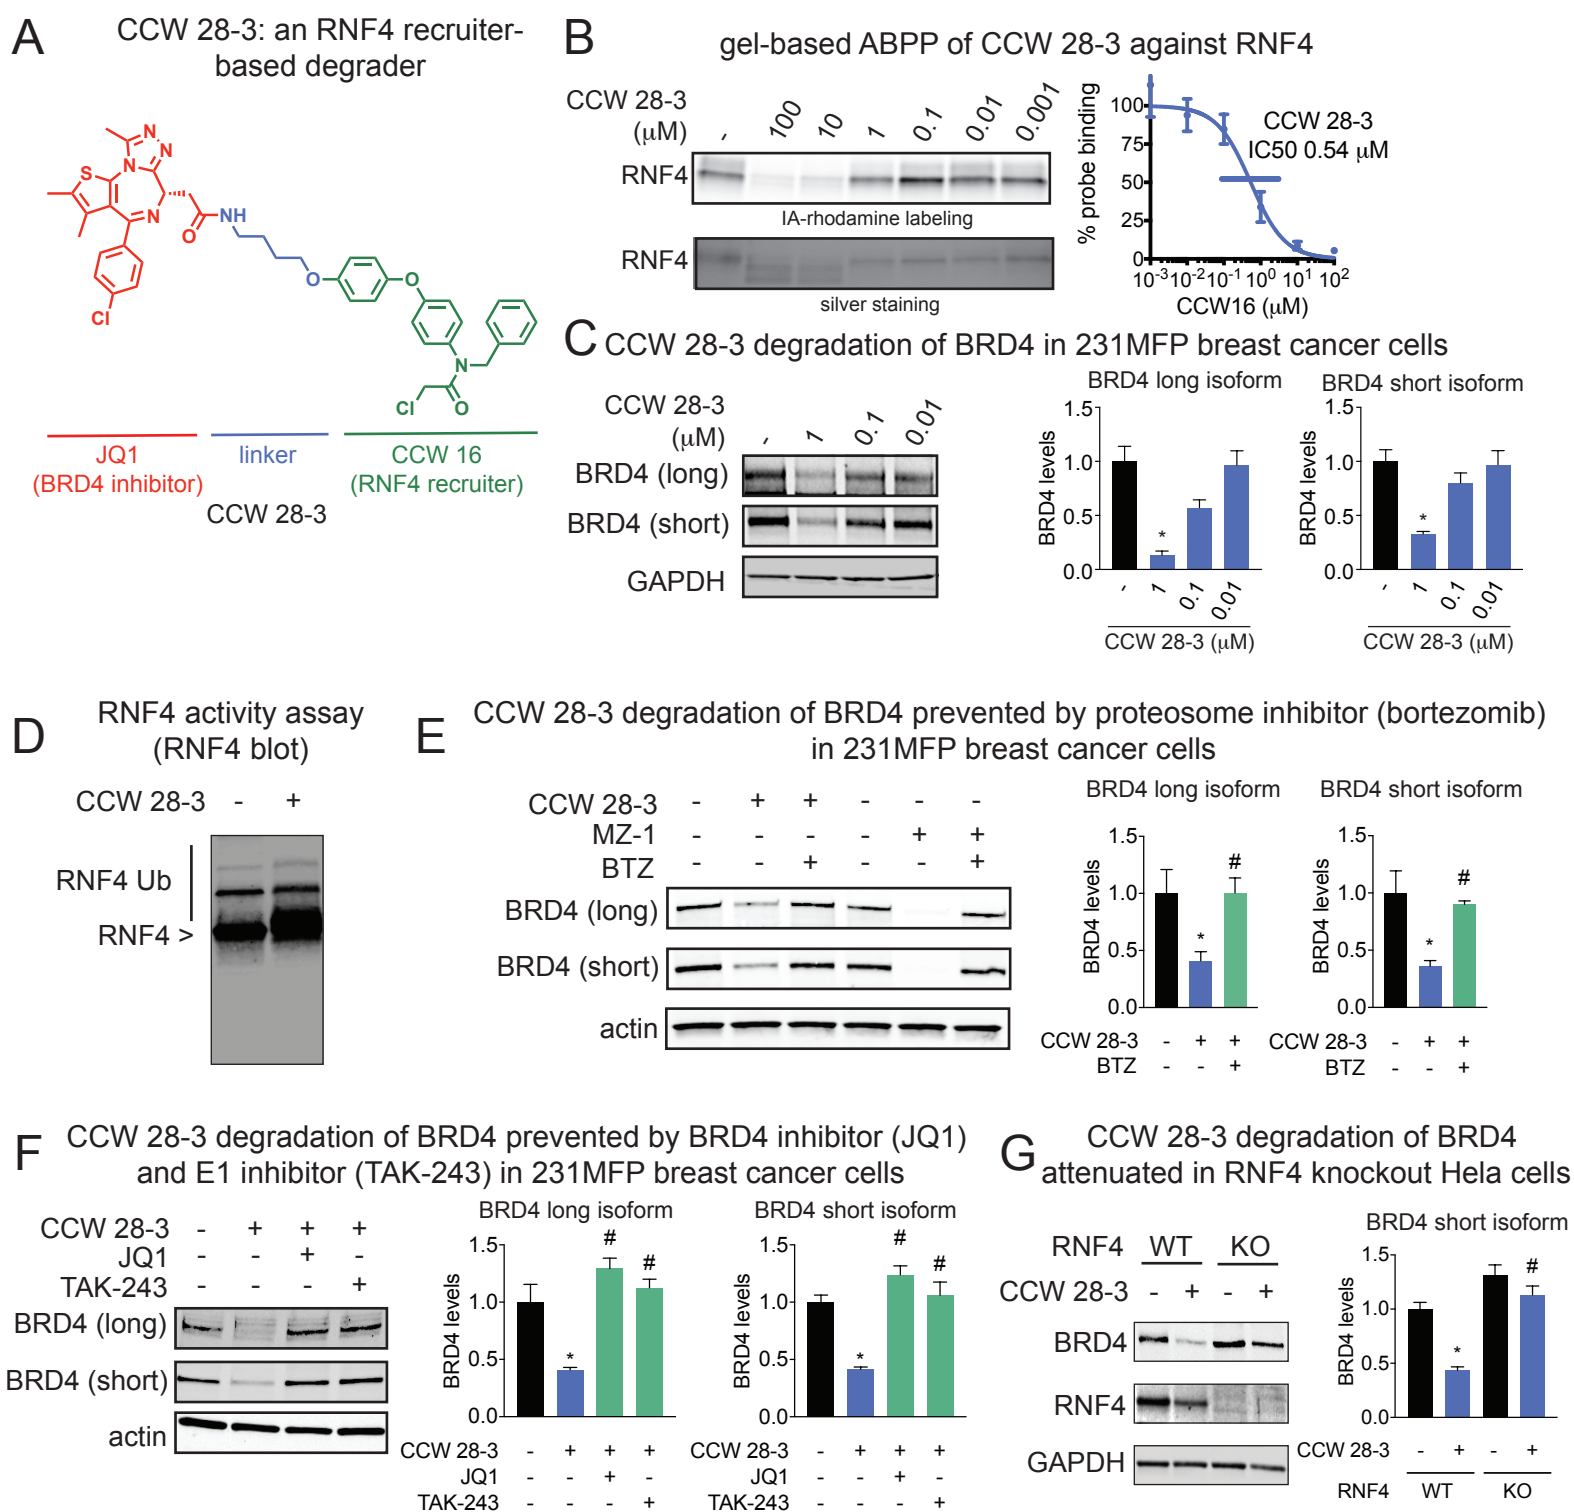 A
CCW 28-3: an RNF4 recruiter-
based degrader
N
N
N
N
S
N
O
NH
O
O
N
O
Cl
Cl
JQ1
(BRD4 inhibitor)
linker
CCW 16
(RNF4 recruiter)
CCW 28-3
B
gel-based ABPP of CCW 28-3 against RNF4
CCW 28-3
(μM)
- 100 10 1 0.1 0.01 0.001
RNF4
IA-rhodamine labeling
RNF4
silver staining
% probe binding
100
75
50
25
0
CCW 28-3
IC50 0.54 μM
10-3 10-2 10-1 100 101 102
CCW16 (μM)
C
CCW 28-3 degradation of BRD4 in 231MFP breast cancer cells
CCW 28-3
(μM)
- 1 0.1 0.01
BRD4 (long)
BRD4 (short)
GAPDH
BRD4 long isoform
BRD4 levels
1.5
1.0
0.5
0.0
*
- 1 0.1 0.01
CCW 28-3 (μM)
BRD4 short isoform
BRD4 levels
1.5
1.0
0.5
0.0
*
- 1 0.1 0.01
CCW 28-3 (μM)
D
RNF4 activity assay
(RNF4 blot)
CCW 28-3 - +
RNF4 Ub
RNF4 >
E
CCW 28-3 degradation of BRD4 prevented by proteosome inhibitor (bortezomib)
in 231MFP breast cancer cells
CCW 28-3 - + + - - -
MZ-1 - - - - + +
BTZ - - + - - +
BRD4 (long)
BRD4 (short)
actin
BRD4 long isoform
BRD4 levels
1.5
1.0
0.5
0.0
* #
CCW 28-3 - + +
BTZ - - +
BRD4 short isoform
BRD4 levels
1.5
1.0
0.5
0.0
* #
CCW 28-3 - + +
BTZ - - +
F
CCW 28-3 degradation of BRD4 prevented by BRD4 inhibitor (JQ1)
and E1 inhibitor (TAK-243) in 231MFP breast cancer cells
CCW 28-3 - + + +
JQ1 - - + -
TAK-243 - - - +
BRD4 (long)
BRD4 (short)
actin
BRD4 long isoform
BRD4 levels
1.5
1.0
0.5
0.0
* # #
CCW 28-3 - + + +
JQ1 - - + -
TAK-243 - - - +
BRD4 short isoform
BRD4 levels
1.5
1.0
0.5
0.0
* # #
CCW 28-3 - + + +
JQ1 - - + -
TAK-243 - - - +
G
CCW 28-3 degradation of BRD4
attenuated in RNF4 knockout Hela cells
RNF4 WT KO
CCW 28-3 - + - +
BRD4
RNF4
GAPDH
BRD4 short isoform
BRD4 levels
1.5
1.0
0.5
0.0
* #
CCW 28-3 - + - +
RNF4 WT KO